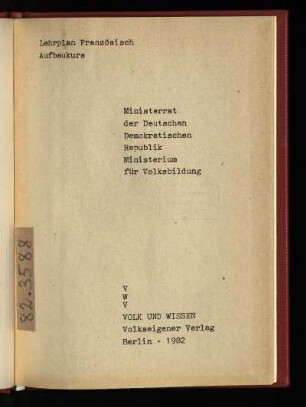 Lehrplan Französisch
Aufbaukurs
Ministerrat
der Deutschen
Demokratischen
Republik
Ministerium
für Volksbildung
82.3588
V
W
V
VOLK UND WISSEN
Volkseigener Verlag
Berlin · 1982